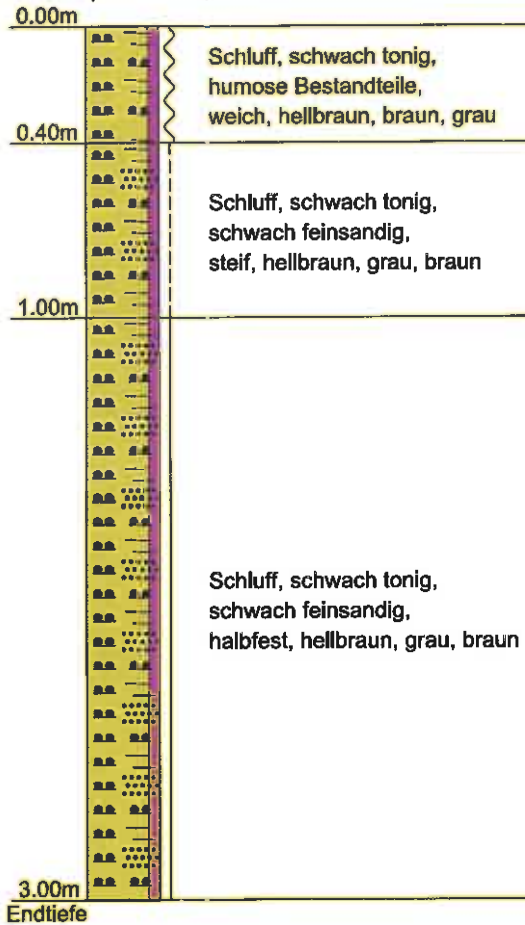 0.00m
Schluff, schwach tonig,
humose Bestandteile,
weich, hellbraun, braun, grau
0.40m
Schluff, schwach tonig,
schwach feinsandig,
steif, hellbraun, grau, braun
1.00m
Schluff, schwach tonig,
schwach feinsandig,
halbfest, hellbraun, grau, braun
3.00m
Endtiefe